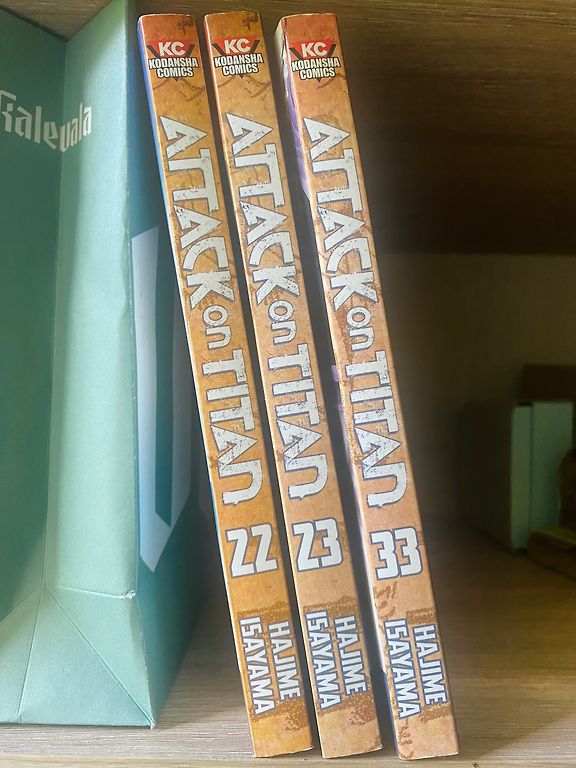 Kalevala
KC
KODANSHA
COMICS
ATTACK on TITAN
22
HAJIME
ISAYAMA
KC
KODANSHA
COMICS
ATTACK on TITAN
23
HAJIME
ISAYAMA
KC
KODANSHA
COMICS
ATTACK on TITAN
33
HAJIME
ISAYAMA